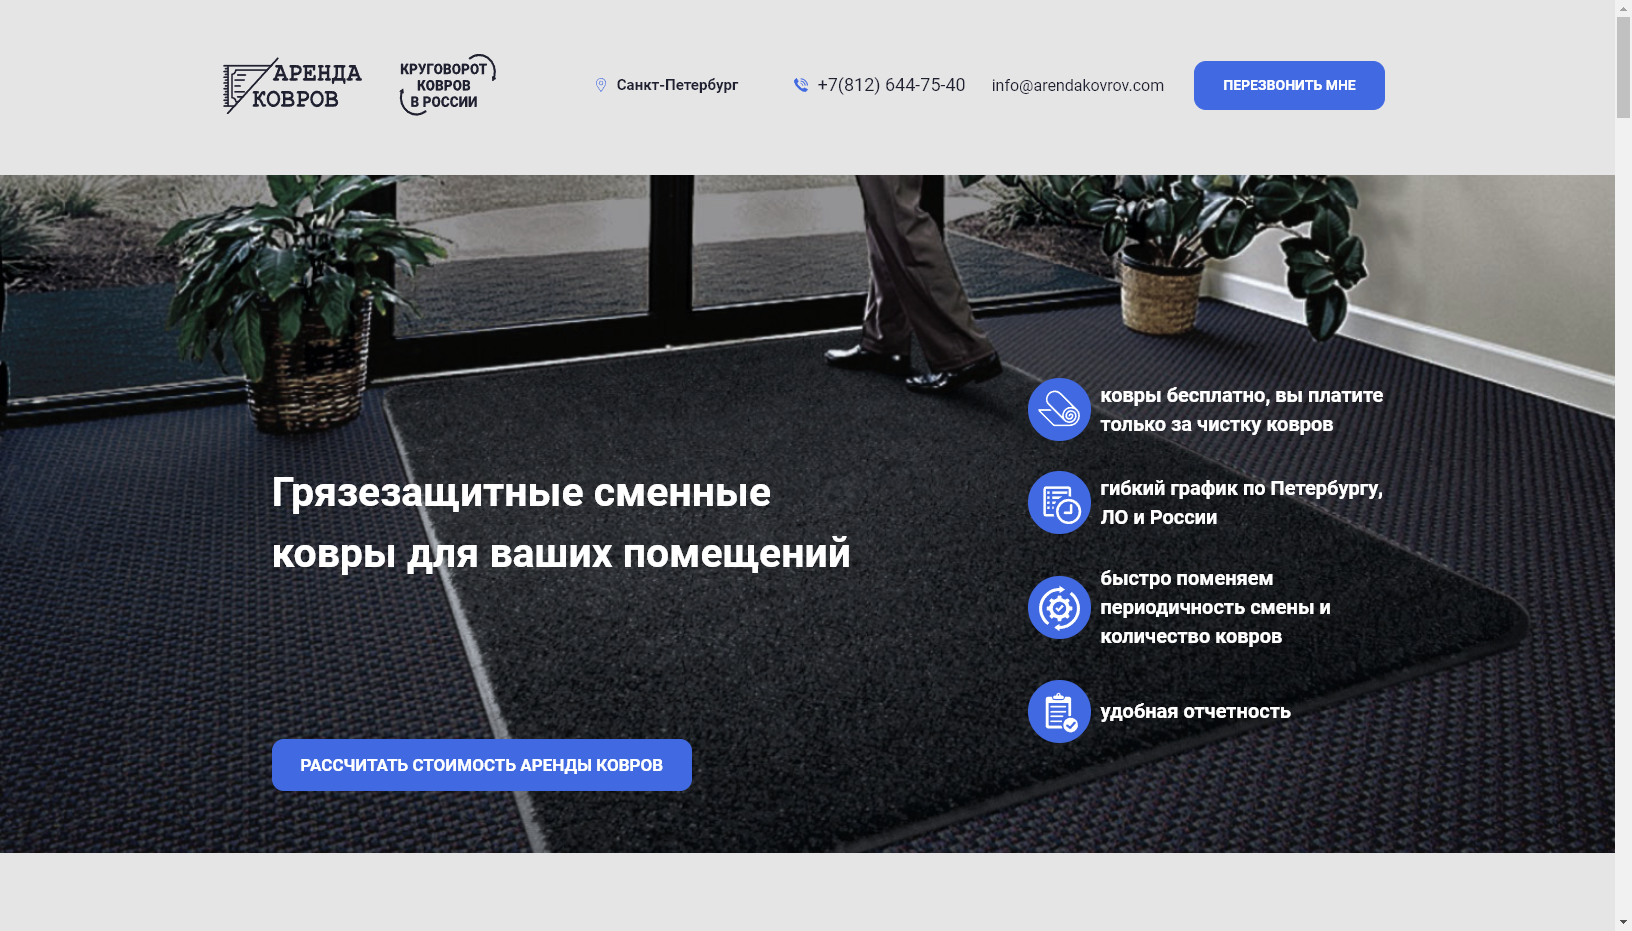 АРЕНДА
КОВРОВ
КРУГОВОРОТ
КОВРОВ
В РОССИИ
Санкт-Петербург
+7(812) 644-75-40
info@arendakovrov.com
ПЕРЕЗВОНИТЬ МНЕ
Грязезащитные сменные
ковры для ваших помещений
РАССЧИТАТЬ СТОИМОСТЬ АРЕНДЫ КОВРОВ
ковры бесплатно, вы платите
только за чистку ковров
гибкий график по Петербургу,
ЛО и России
быстро поменяем
периодичность смены и
количество ковров
удобная отчетность